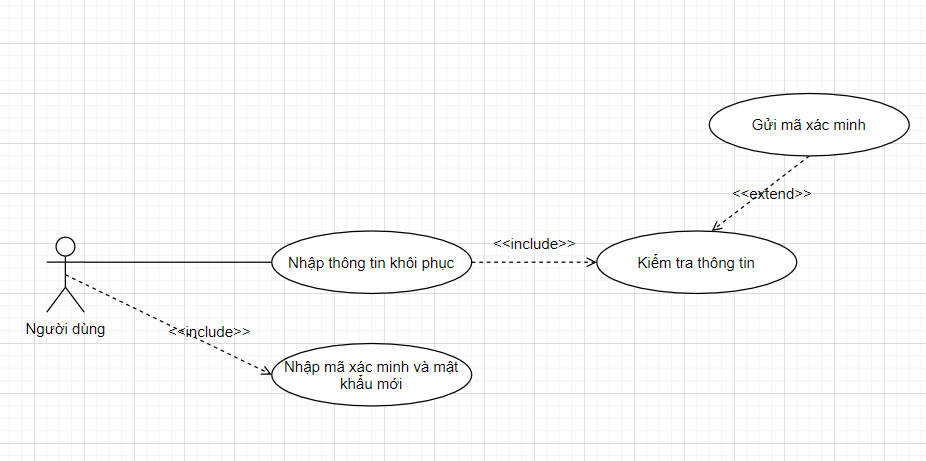 Gửi mã xác minh
<<extend>>
<<include>>
Nhập thông tin khôi phục
Kiểm tra thông tin
Người dùng
<<include>>
Nhập mã xác minh và mật
khẩu mới